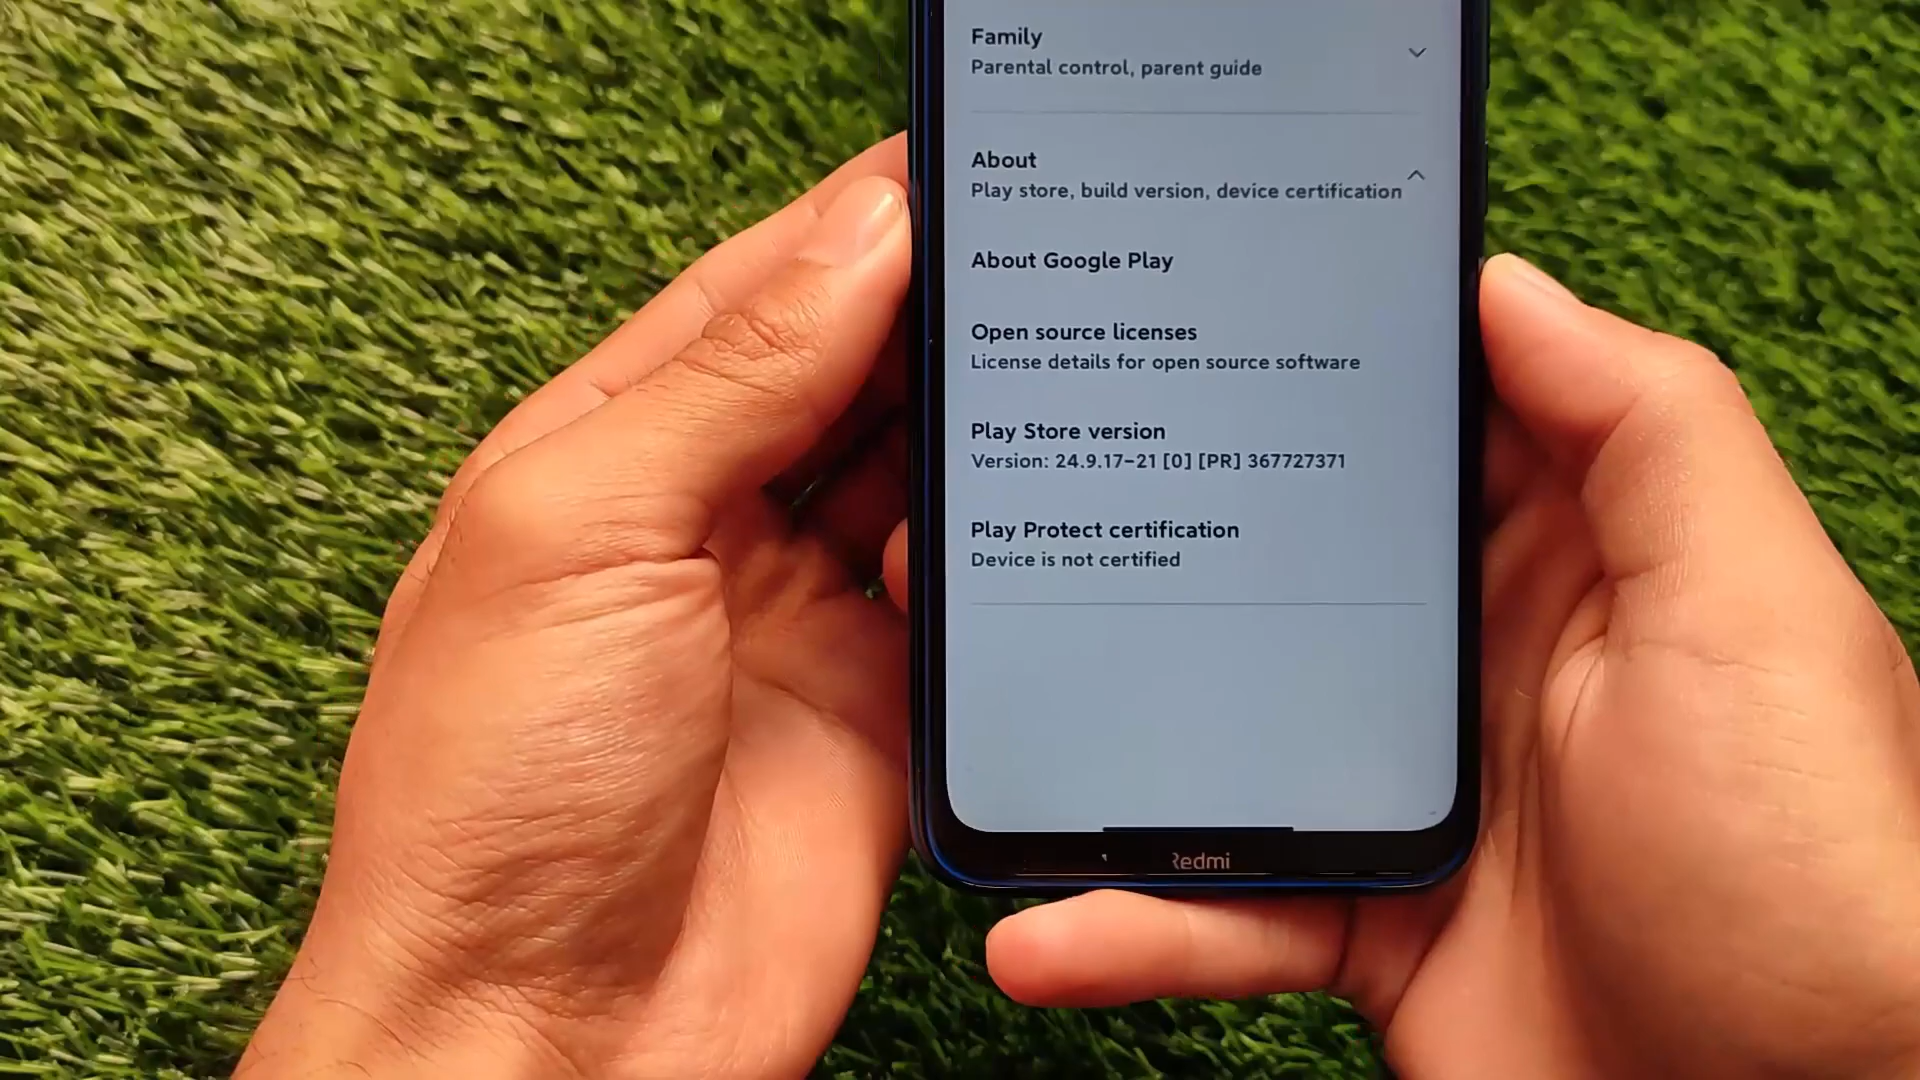 Family
Parental control, parent guide
About
Play store, build version, device certification
About Google Play
Open source licenses
License details for open source software
Play Store version
Version: 24.9.17-21 [0] [PR] 367727371
Play Protect certification
Device is not certified
Redmi